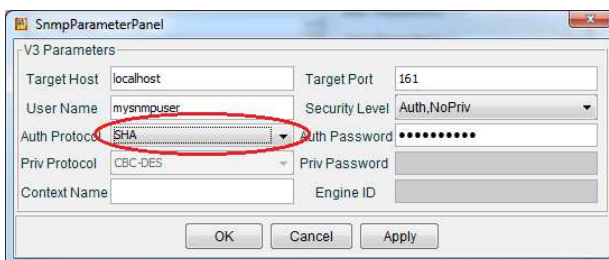 SnmpParameterPanel
V3 Parameters
Target Host localhost Target Port 161
User Name mysnmpuser Security Level Auth,NoPriv
Auth Protocol SHA Auth Password ••••••••••
Priv Protocol CBC-DES Priv Password
Context Name Engine ID
OK Cancel Apply